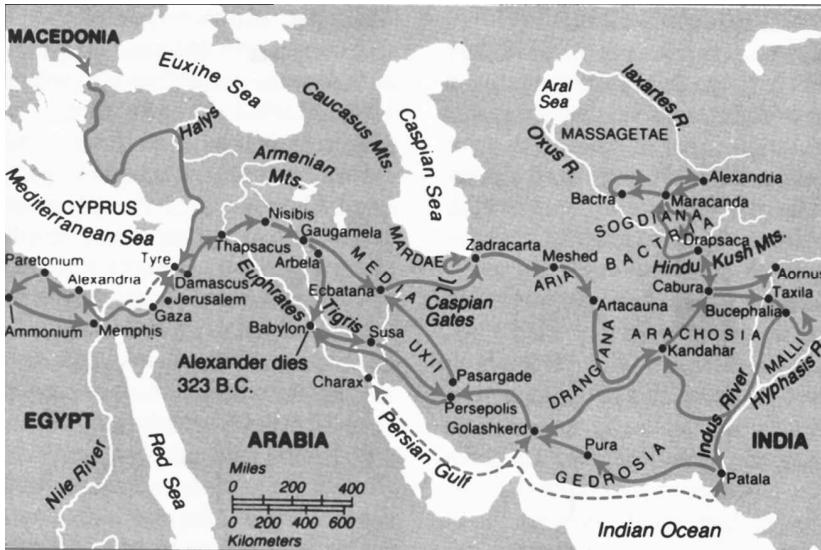 MACEDONIA
Euxine Sea
Halys
Caucasus Mts.
Caspian Sea
Aral
Sea
Iaxartes R.
MASSAGETAE
Oxus R.
Armenian
Mts.
Mediterranean Sea
CYPRUS
Nisibis
Gaugamela
Thapsacus
Arbela
MEDIA
MARDAE
Zadracarta
Meshed
ARIA
Bactra
Alexandria
Maracanda
SOGDIANA
BACTRIA
Drapsaca
Hindu Kush Mts.
Paretonium
Alexandria
Tyre
Damascus
Jerusalem
Gaza
Ammonium
Memphis
Euphrates
Tigris
Ecbatana
Caspian
Gates
Artacauna
Cabura
Aornus
Taxila
Bucephalia
Babylon
Susa
UXII
ARACHOSIA
Kandahar
DRANGIANA
MALLI
Hyphasis R.
Alexander dies
323 B.C.
Charax
Pasargade
Persepolis
Golashkerd
Pura
GEDROSIA
Indus River
INDIA
Patala
EGYPT
Nile River
Red Sea
ARABIA
Persian Gulf
Indian Ocean
Miles
0 200 400
0 200 400 600
Kilometers